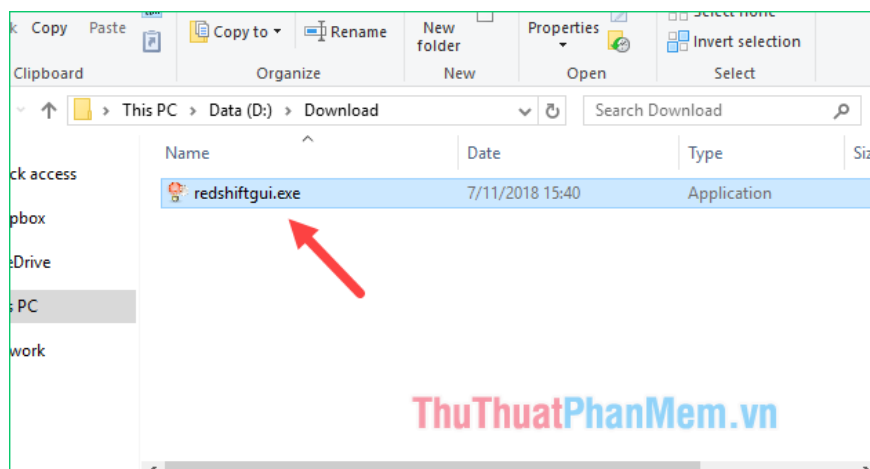 Copy Paste Copy to Rename New folder Properties Select none
Invert selection
Clipboard Organize New Open Select
This PC > Data (D:) > Download Search Download
Name Date Type
ck access
redshiftgui.exe 7/11/2018 15:40 Application
pbox
eDrive
PC
work
ThuThuatPhanMem.vn